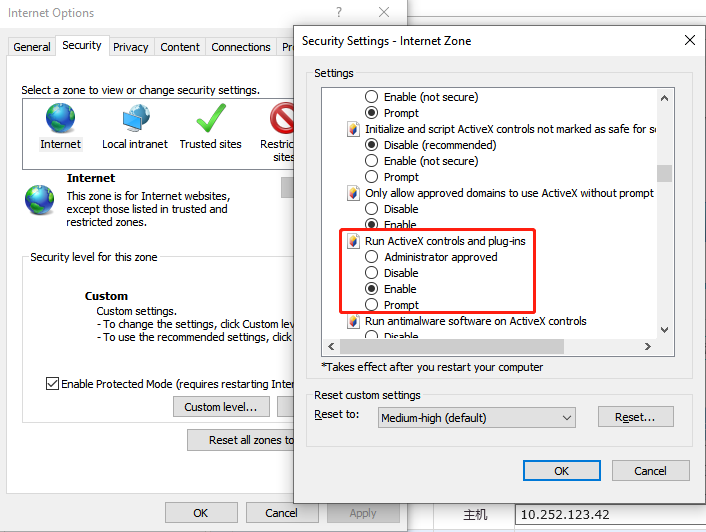 Internet Options
?
General
Security
Privacy
Content
Connections
Select a zone to view or change security settings.
Internet
Local intranet
Trusted sites
sites
Internet
This zone is for Internet websites,
except those listed in trusted and
restricted zones.
Security level for this zone
Custom
Custom settings.
- To change the settings, click Custom
- To use the recommended settings, click
Enable Protected Mode (requires restarting
Custom level...
Reset all zones to
OK
Cancel
Apply
Security Settings - Internet Zone
Settings
Enable (not secure)
Prompt
Initialize and script ActiveX controls not marked as safe for
Disable (recommended)
Enable (not secure)
Prompt
Only allow approved domains to use ActiveX without prompt
Disable
Enable
Run ActiveX controls and plug-ins
Administrator approved
Disable
Enable
Prompt
Run antimalware software on ActiveX controls
Disable
*Takes effect after you restart your computer
Reset custom settings
Reset to:
Medium-high (default)
Reset...
OK
Cancel
主机
10.252.123.42